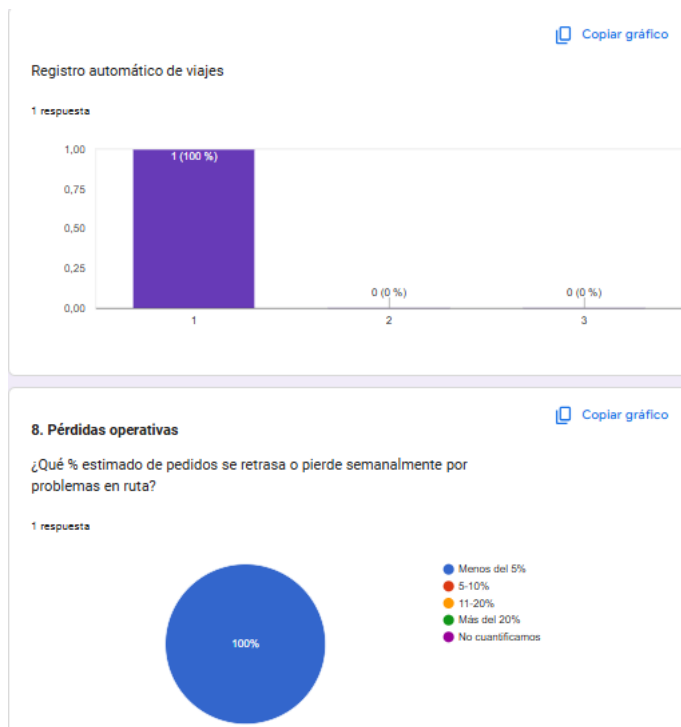 Copiar gráfico
Registro automático de viajes
1 respuesta
1,00
0,75
0,50
0,25
0,00
1 (100 %)
0 (0 %)
0 (0 %)
1
2
3
Copiar gráfico
8. Pérdidas operativas
¿Qué % estimado de pedidos se retrasa o pierde semanalmente por
problemas en ruta?
1 respuesta
100%
Menos del 5%
5-10%
11-20%
Más del 20%
No cuantificamos